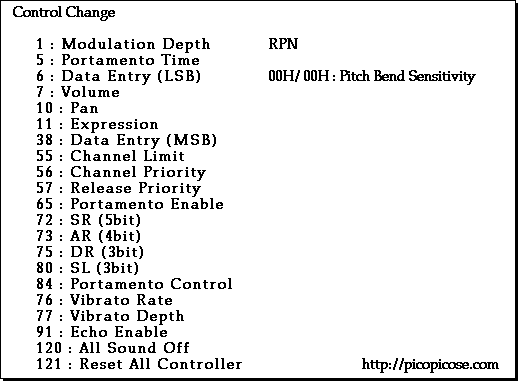 Control Change
1 : Modulation Depth RPN
5 : Portamento Time
6 : Data Entry (LSB) 00H/00H : Pitch Bend Sensitivity
7 : Volume
10 : Pan
11 : Expression
38 : Data Entry (MSB)
55 : Channel Limit
56 : Channel Priority
57 : Release Priority
65 : Portamento Enable
72 : SR (5bit)
73 : AR (4bit)
75 : DR (3bit)
80 : SL (3bit)
84 : Portamento Control
76 : Vibrato Rate
77 : Vibrato Depth
91 : Echo Enable
120 : All Sound Off
121 : Reset All Controller http://picopicose.com